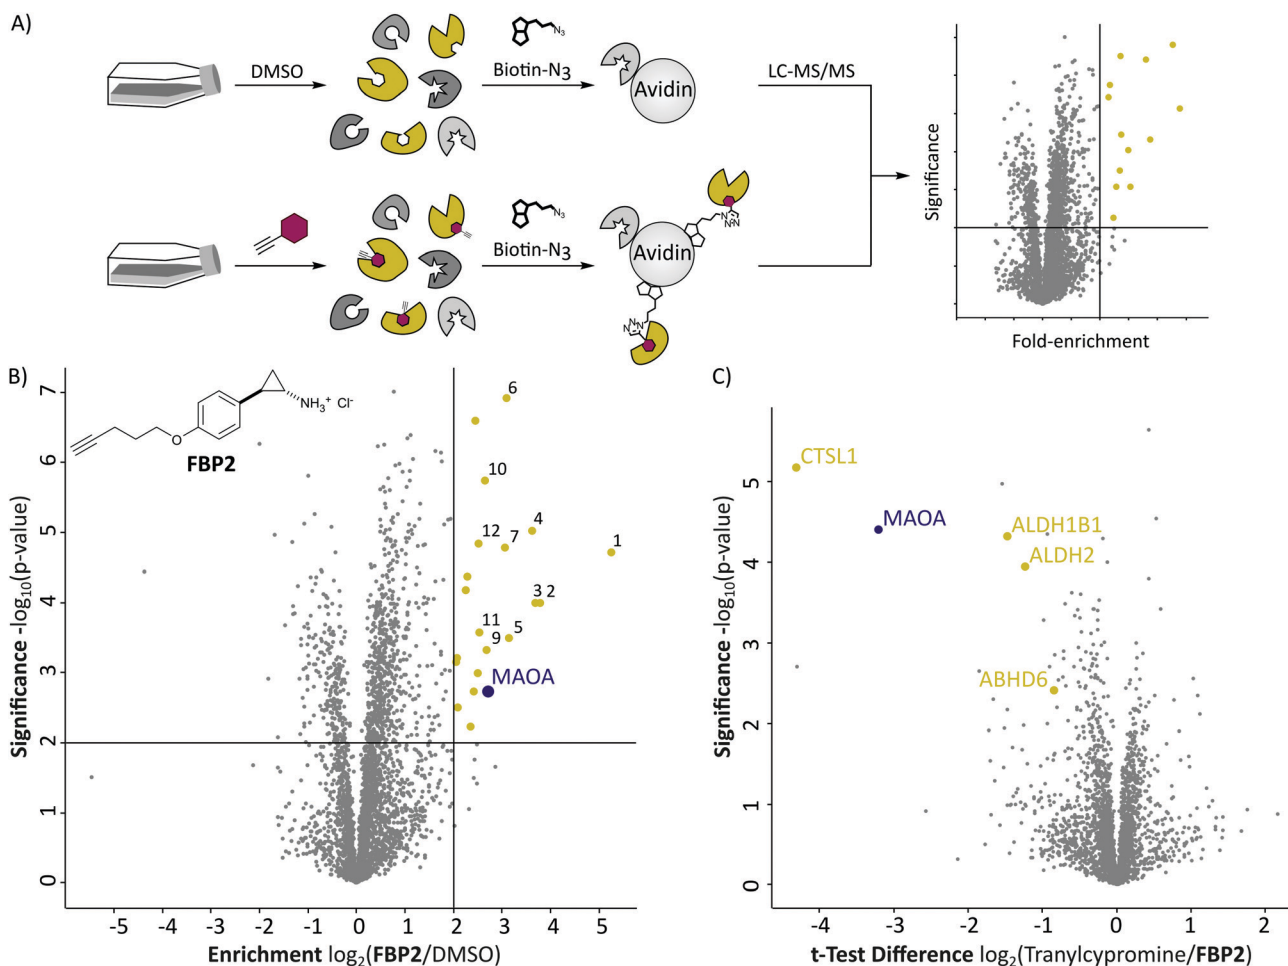 A)
DMSO
N₃
Biotin-N₃
Avidin
LC-MS/MS
N₃
Biotin-N₃
Avidin
N
N
N
N
N
N
Significance
Fold-enrichment
B)
NH₃⁺ Cl⁻
O
FBP2
6
10
12
7
4
1
3
2
11
9
5
MAOA
7
6
5
4
3
2
1
0
Significance -log₁₀(p-value)
-5
-4
-3
-2
-1
0
1
2
3
4
5
Enrichment log₂(FBP2/DMSO)
C)
CTSL1
MAOA
ALDH1B1
ALDH2
ABHD6
5
4
3
2
1
0
Significance -log₁₀(p-value)
-4
-3
-2
-1
0
1
2
t-Test Difference log₂(Tranylcypromine/FBP2)